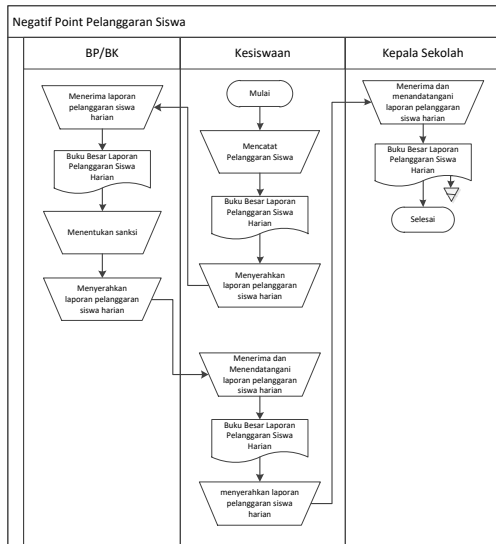 Negatif Point Pelanggaran Siswa
BP/BK
Kesiswaan
Kepala Sekolah
Menerima laporan
pelanggaran siswa
harian
Buku Besar Laporan
Pelanggaran Siswa
Harian
Menentukan sanksi
Menyerahkan
laporan pelanggaran
siswa harian
Mulai
Mencatat
Pelanggaran Siswa
Buku Besar Laporan
Pelanggaran Siswa
Harian
Menyerahkan
laporan pelanggaran
siswa harian
Menerima dan
Menendatangani
laporan pelanggaran
siswa harian
Buku Besar Laporan
Pelanggaran Siswa
Harian
menyerahkan laporan
pelanggaran siswa
harian
Menerima dan
menandatangani
laporan pelanggaran
siswa harian
Buku Besar Laporan
Pelanggaran Siswa
Harian
Selesai